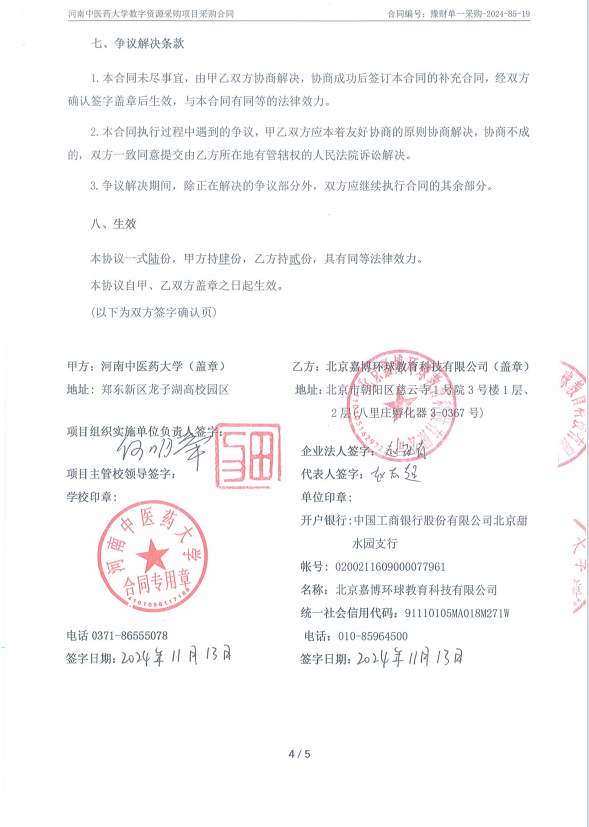 河南中医药大学数字资源采购项目采购合同 合同编号：豫财单一采购-2024-85-19
七、争议解决条款
1.本合同未尽事宜，由甲乙双方协商解决，协商成功后签订本合同的补充合同，经双方
确认签字盖章后生效，与本合同有同等的法律效力。
2.本合同执行过程中遇到的争议，甲乙双方应本着友好协商的原则协商解决，协商不成
的，双方一致同意提交由乙方所在地有管辖权的人民法院诉讼解决。
3.争议解决期间，除正在解决的争议部分外，双方应继续执行合同的其余部分。
八、生效
本协议一式陆份，甲方持肆份，乙方持贰份，具有同等法律效力。
本协议自甲、乙双方盖章之日起生效。
(以下为双方签字确认页)
甲方：河南中医药大学（盖章）
地址：郑东新区龙子湖高校园区
项目组织实施单位负责人签字：
项目主管校领导签字：
学校印章：
河南中医药大学
合同专用章
4101056117186
电话 0371-86555078
签字日期：2024年11月13日
乙方：北京嘉博环球教育科技有限公司（盖章）
地址：北京市朝阳区慈云寺1号院3号楼1层、
2层(八里庄孵化器3-0367号)
企业法人签字：
代表人签字：
单位印章：
开户银行:中国工商银行股份有限公司北京甜
水园支行
帐号：0200211609000077961
名称：北京嘉博环球教育科技有限公司
统一社会信用代码：91110105MA018M271W
电话：010-85964500
签字日期：2024年11月13日
4 / 5